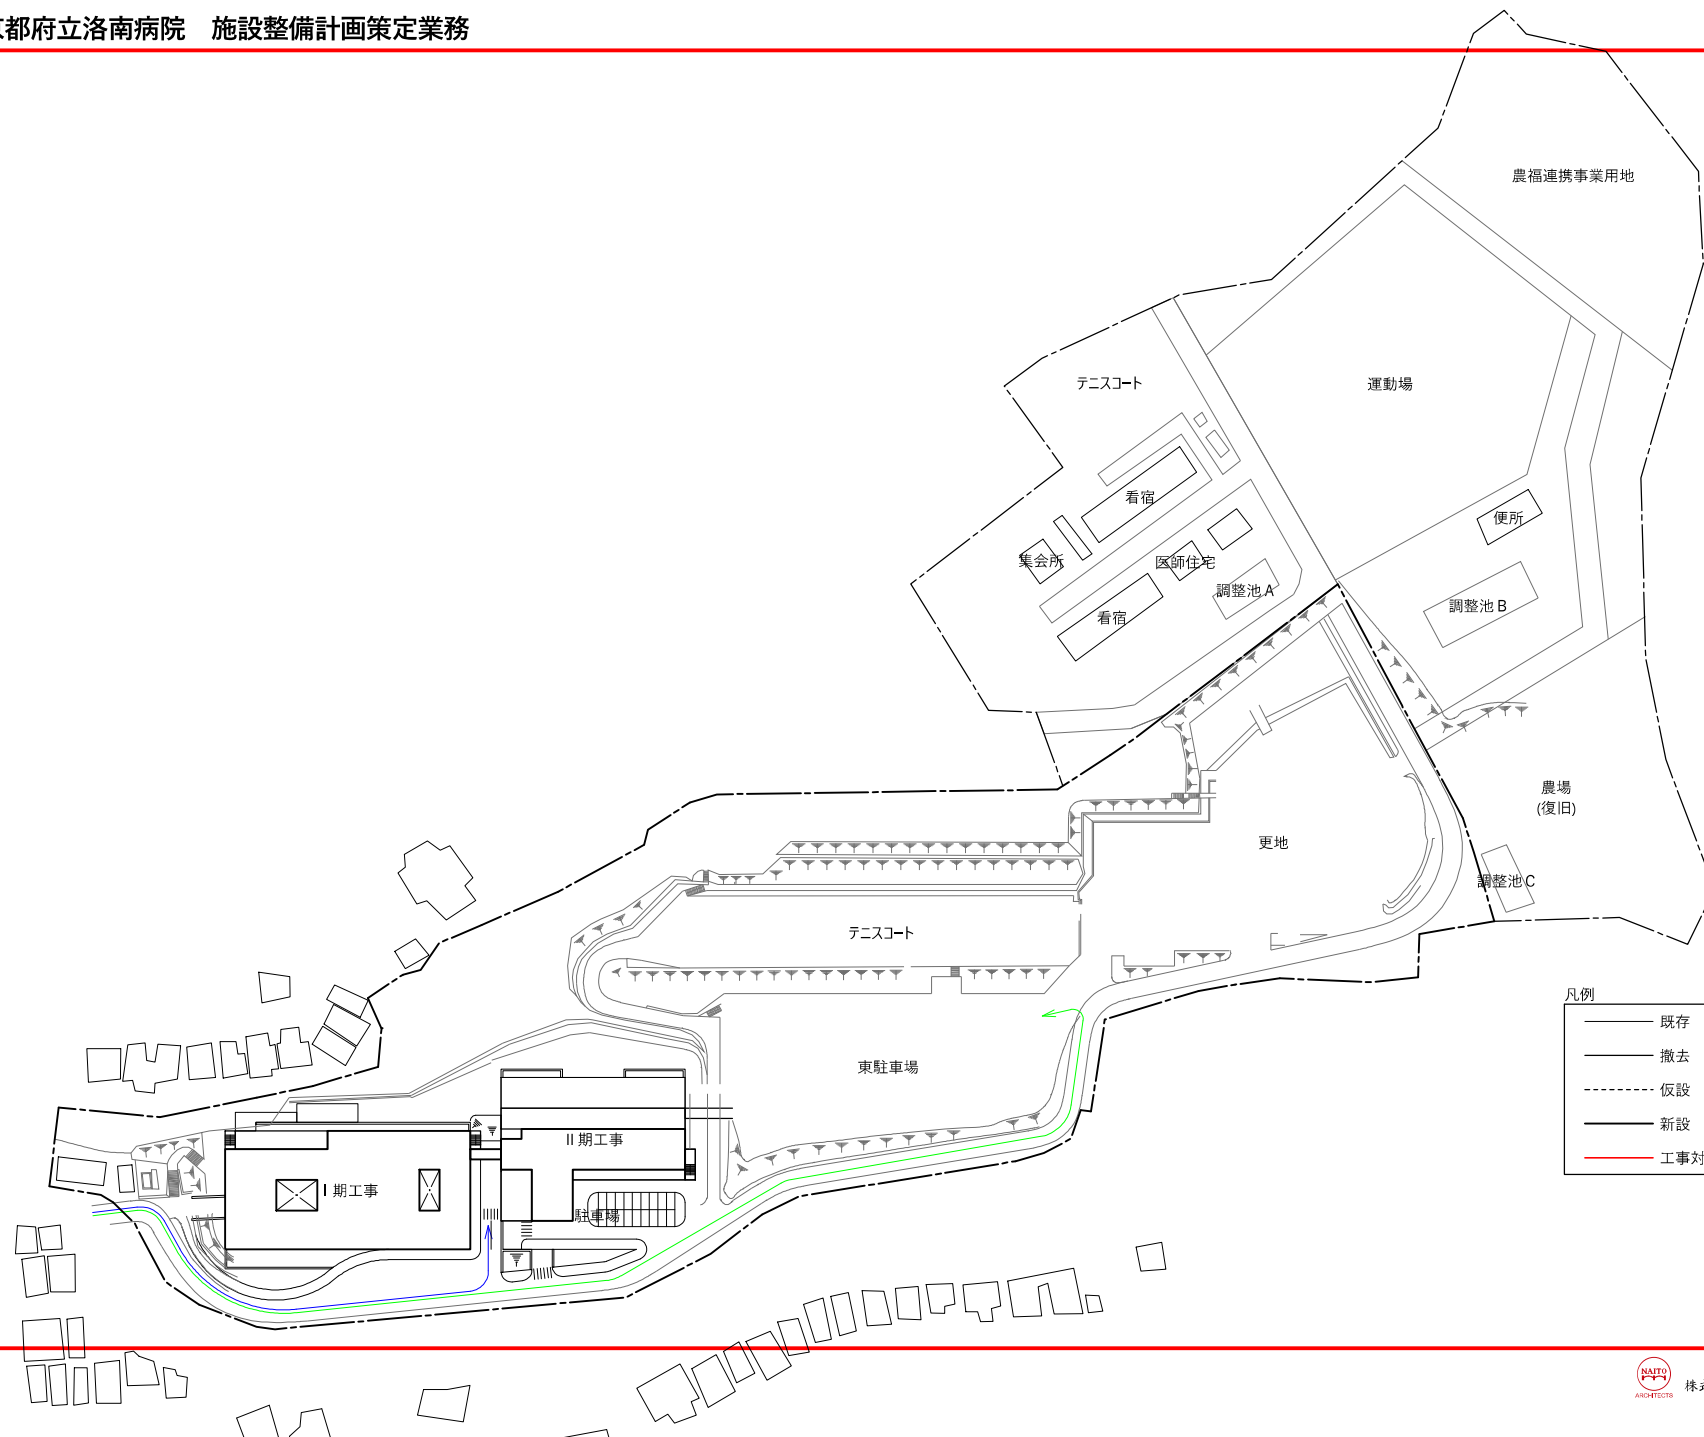 都府立洛南病院　施設整備計画策定業務
農福連携事業用地
テニスコート
運動場
看宿
便所
集会所
医師住宅
調整池A
調整池B
看宿
農場
(復旧)
更地
調整池C
テニスコート
凡例
既存
撤去
仮設
新設
工事対
東駐車場
II期工事
I期工事
駐車場
NAITO
ARCHITECTS
株式